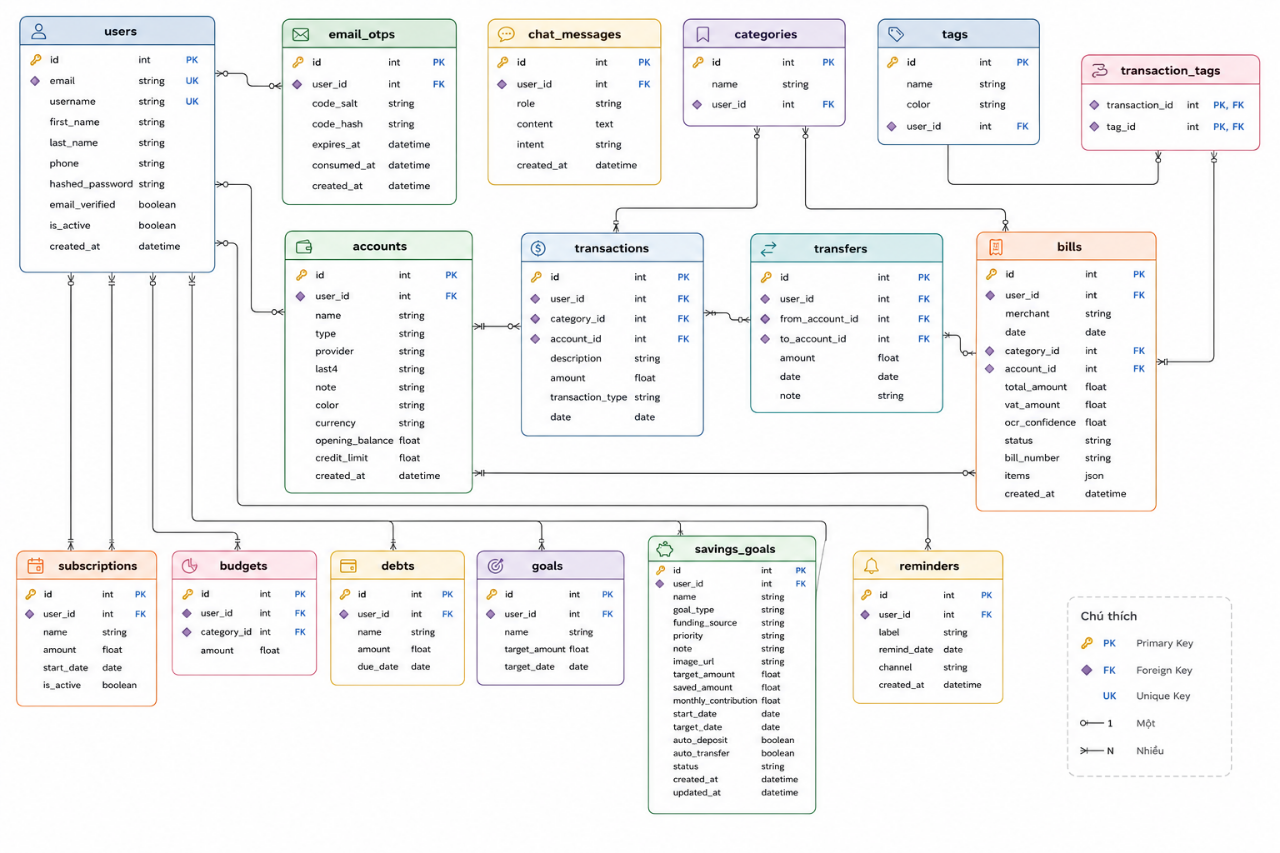 users
id int PK
email string UK
username string UK
first_name string
last_name string
phone string
hashed_password string
email_verified boolean
is_active boolean
created_at datetime
email_otps
id int PK
user_id int FK
code_salt string
code_hash string
expires_at datetime
consumed_at datetime
created_at datetime
chat_messages
id int PK
user_id int FK
role string
content text
intent string
created_at datetime
categories
id int PK
name string
user_id int FK
tags
id int PK
name string
color string
user_id int FK
transaction_tags
transaction_id int PK, FK
tag_id int PK, FK
accounts
id int PK
user_id int FK
name string
type string
provider string
last4 string
note string
color string
currency string
opening_balance float
credit_limit float
created_at datetime
transactions
id int PK
user_id int FK
category_id int FK
account_id int FK
description string
amount float
transaction_type string
date date
transfers
id int PK
user_id int FK
from_account_id int FK
to_account_id int FK
amount float
date date
note string
bills
id int PK
user_id int FK
merchant string
date date
category_id int FK
account_id int FK
total_amount float
vat_amount float
ocr_confidence float
status string
bill_number string
items json
created_at datetime
subscriptions
id int PK
user_id int FK
name string
amount float
start_date date
is_active boolean
budgets
id int PK
user_id int FK
category_id int FK
amount float
debts
id int PK
user_id int FK
name string
amount float
due_date date
goals
id int PK
user_id int FK
name string
target_amount float
target_date date
savings_goals
id int PK
user_id int FK
name string
goal_type string
funding_source string
priority string
note string
image_url string
target_amount float
saved_amount float
monthly_contribution float
start_date date
target_date date
auto_deposit boolean
auto_transfer boolean
status string
created_at datetime
updated_at datetime
reminders
id int PK
user_id int FK
label string
remind_date date
channel string
created_at datetime
Chú thích
PK Primary Key
FK Foreign Key
UK Unique Key
1 Một
N Nhiều